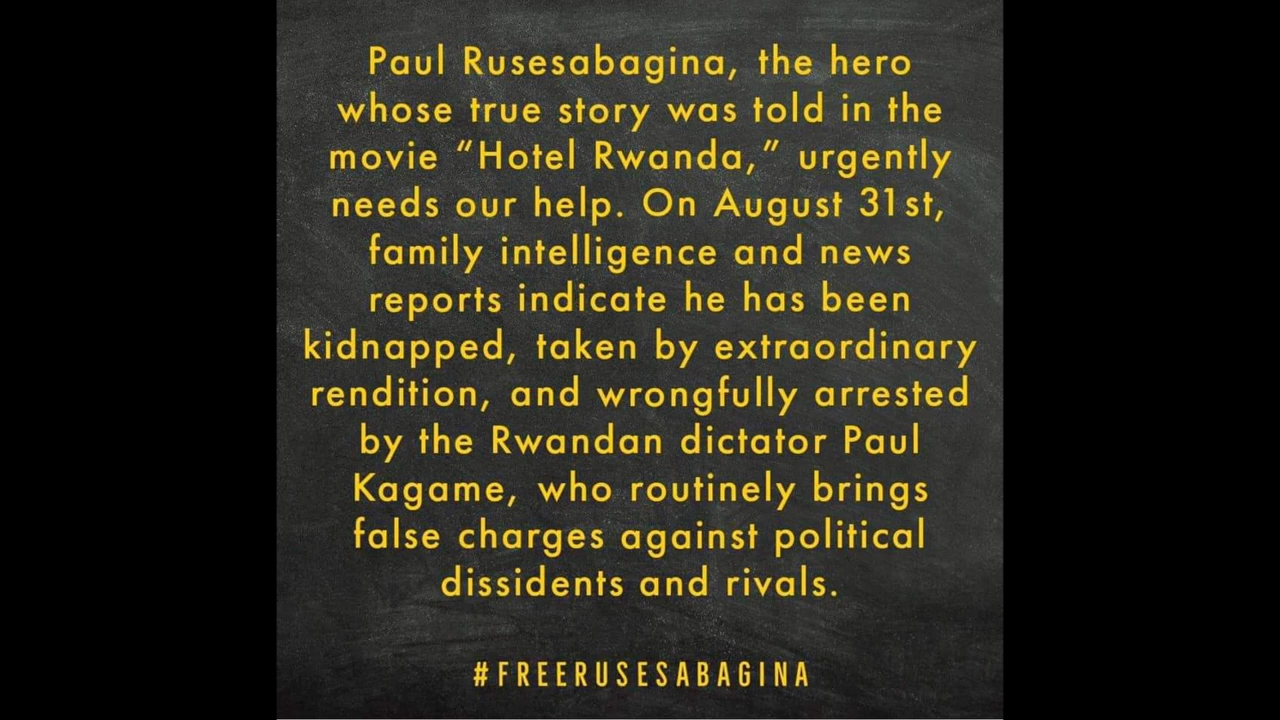 Paul Rusesabagina, the hero
whose true story was told in the
movie “Hotel Rwanda,” urgently
needs our help. On August 31st,
family intelligence and news
reports indicate he has been
kidnapped, taken by extraordinary
rendition, and wrongfully arrested
by the Rwandan dictator Paul
Kagame, who routinely brings
false charges against political
dissidents and rivals.
#FREERUSESABAGINA